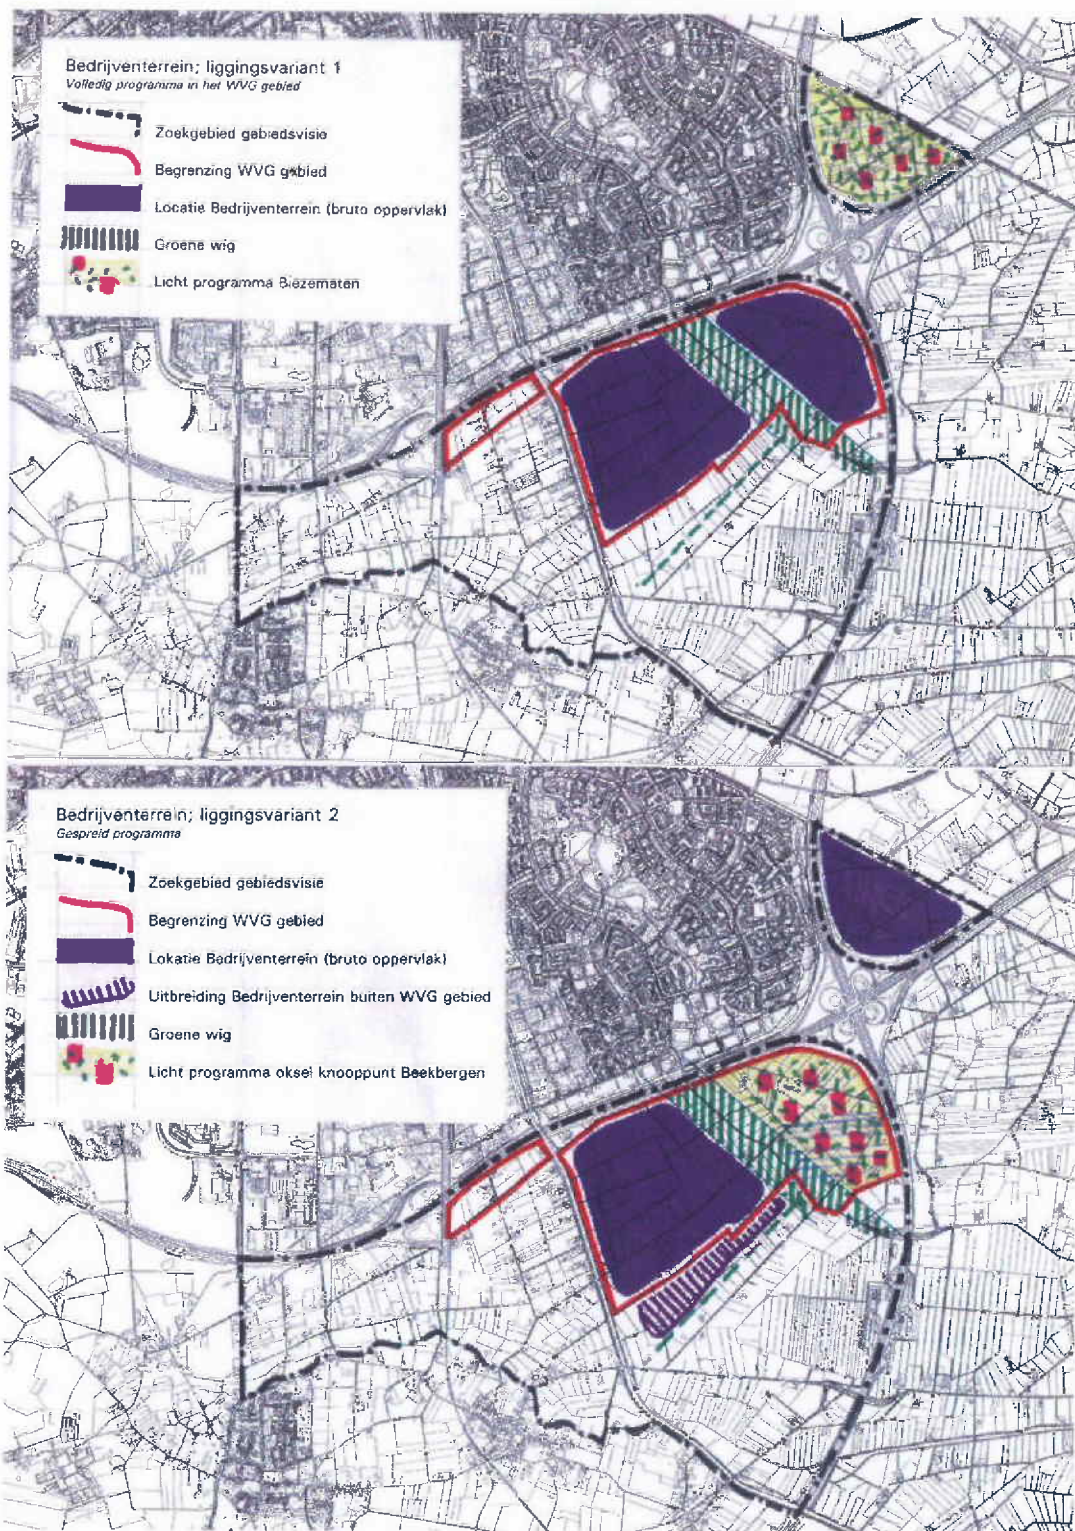 Bedrijventerrein; liggingsvariant 1
Volledig programma in het WVG gebied
Zoekgebied gebiedsvisie
Begrenzing WVG gebied
Locatie Bedrijventerrein (bruto oppervlak)
Groene wig
Licht programma Biezematen
Bedrijventerrein; liggingsvariant 2
Gespreid programma
Zoekgebied gebiedsvisie
Begrenzing WVG gebied
Lokatie Bedrijventerrein (bruto oppervlak)
Uitbreiding Bedrijventerrein buiten WVG gebied
Groene wig
Licht programma oksel knooppunt Beekbergen